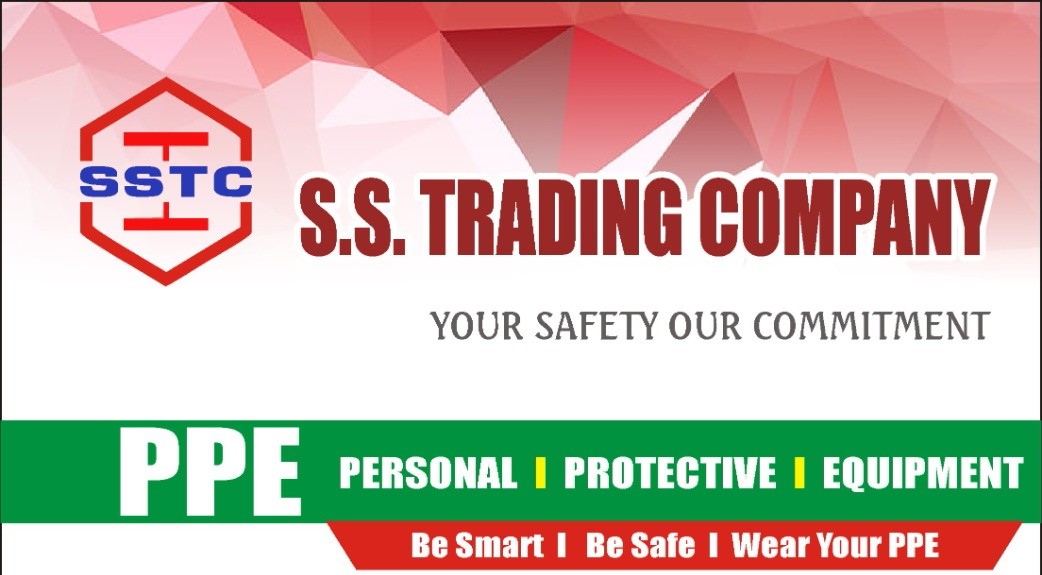 SSTC
S.S. TRADING COMPANY
YOUR SAFETY OUR COMMITMENT
PPE PERSONAL I PROTECTIVE I EQUIPMENT
Be Smart I Be Safe I Wear Your PPE